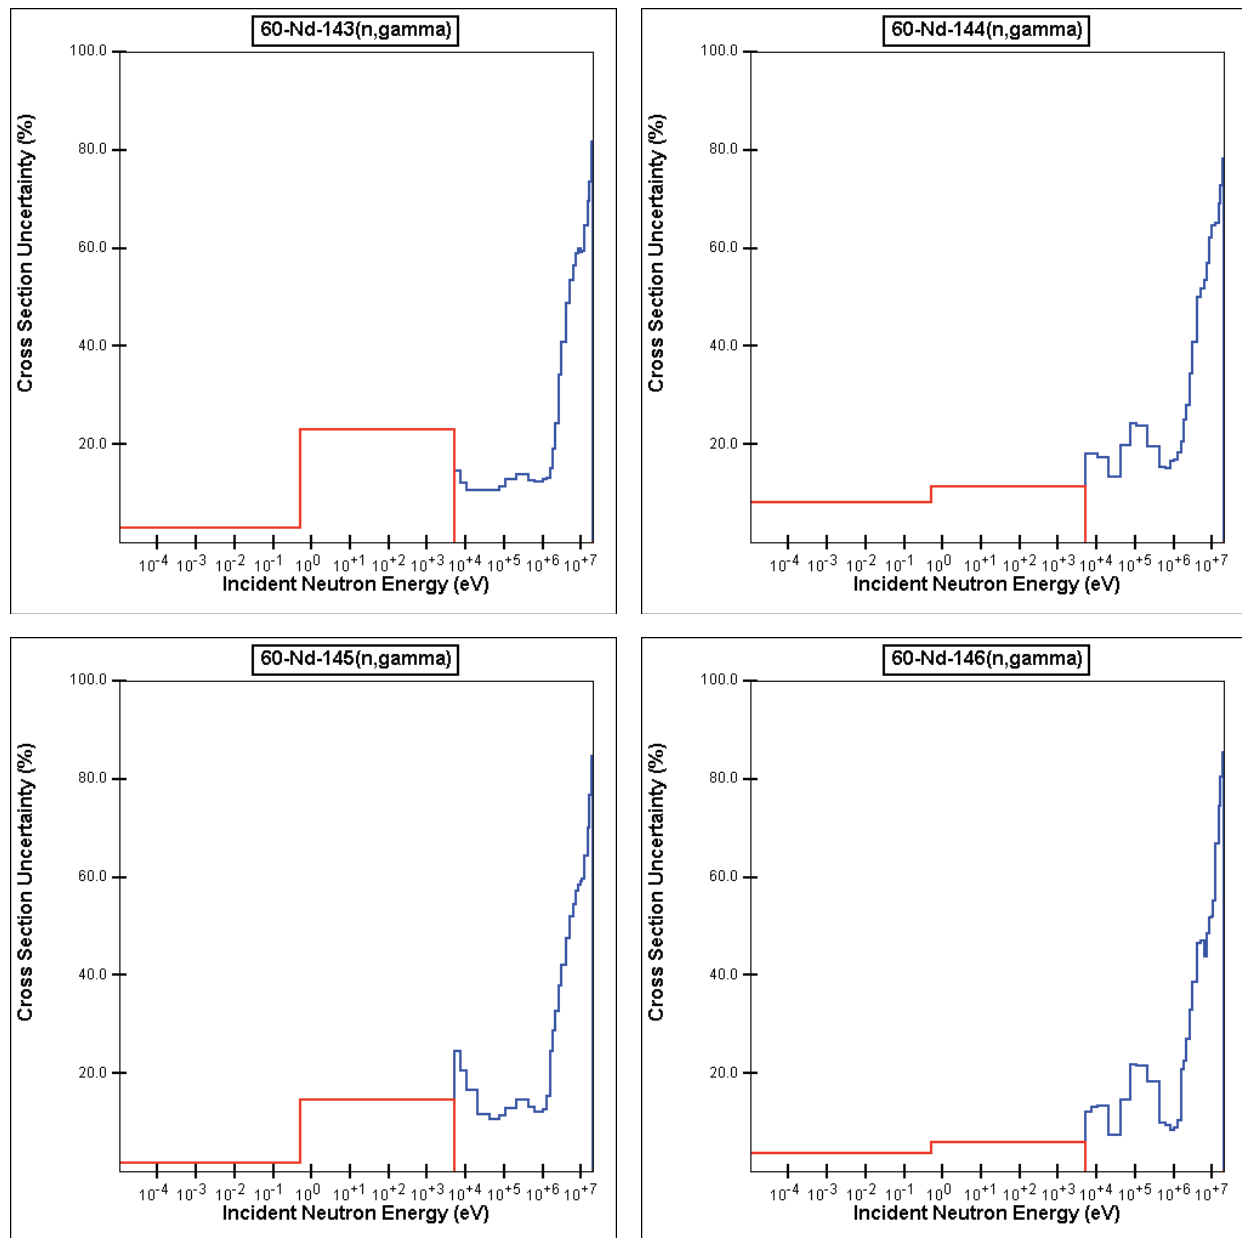 60-Nd-143(n,gamma)
Cross Section Uncertainty (%)
100.0
80.0
60.0
40.0
20.0
10-4 10-3 10-2 10-1 100 10+1 10+2 10+3 10+4 10+5 10+6 10+7
Incident Neutron Energy (eV)
60-Nd-144(n,gamma)
Cross Section Uncertainty (%)
100.0
80.0
60.0
40.0
20.0
10-4 10-3 10-2 10-1 100 10+1 10+2 10+3 10+4 10+5 10+6 10+7
Incident Neutron Energy (eV)
60-Nd-145(n,gamma)
Cross Section Uncertainty (%)
100.0
80.0
60.0
40.0
20.0
10-4 10-3 10-2 10-1 100 10+1 10+2 10+3 10+4 10+5 10+6 10+7
Incident Neutron Energy (eV)
60-Nd-146(n,gamma)
Cross Section Uncertainty (%)
100.0
80.0
60.0
40.0
20.0
10-4 10-3 10-2 10-1 100 10+1 10+2 10+3 10+4 10+5 10+6 10+7
Incident Neutron Energy (eV)